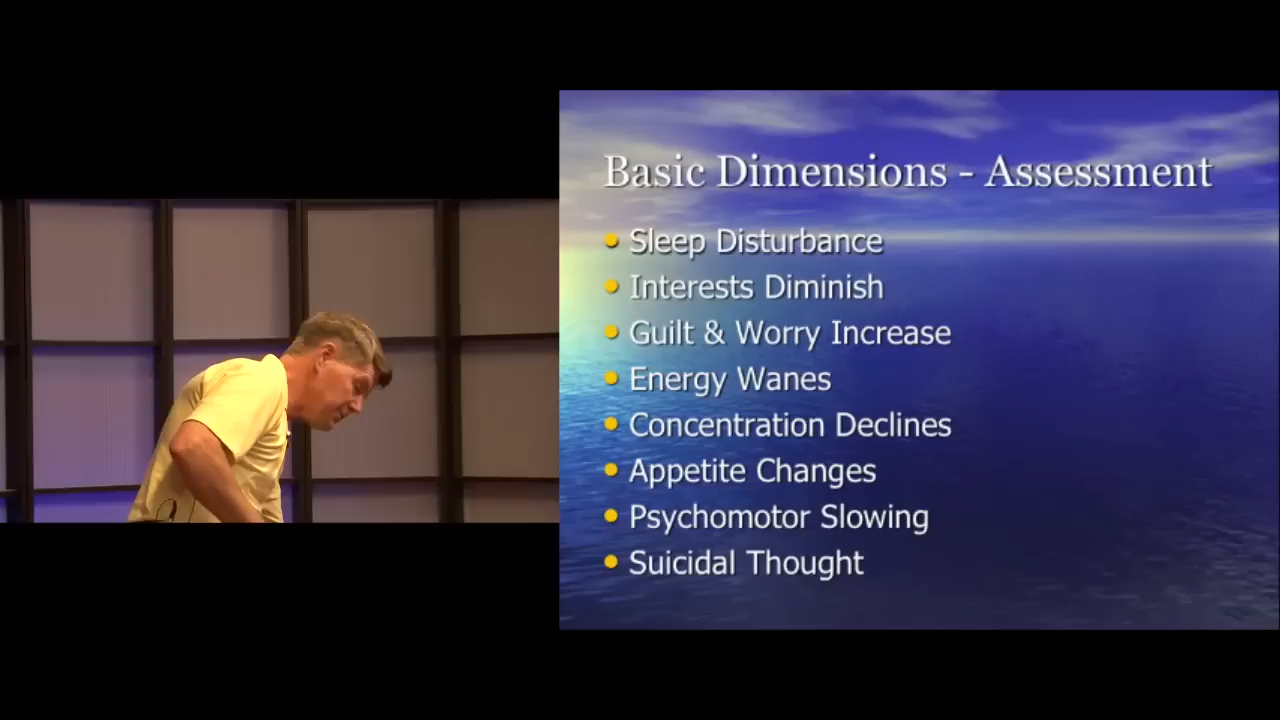 Basic Dimensions - Assessment
Sleep Disturbance
Interests Diminish
Guilt & Worry Increase
Energy Wanes
Concentration Declines
Appetite Changes
Psychomotor Slowing
Suicidal Thought